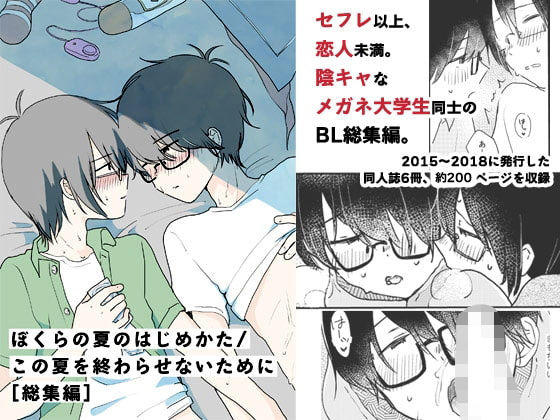 セフレ以上、
恋人未満。
陰キャな
メガネ大学生同士の
BL総集編。
2015〜2018に発行した
同人誌6冊、約200ページを収録
ぼくらの夏のはじめかた/
この夏を終わらせないために
[総集編]